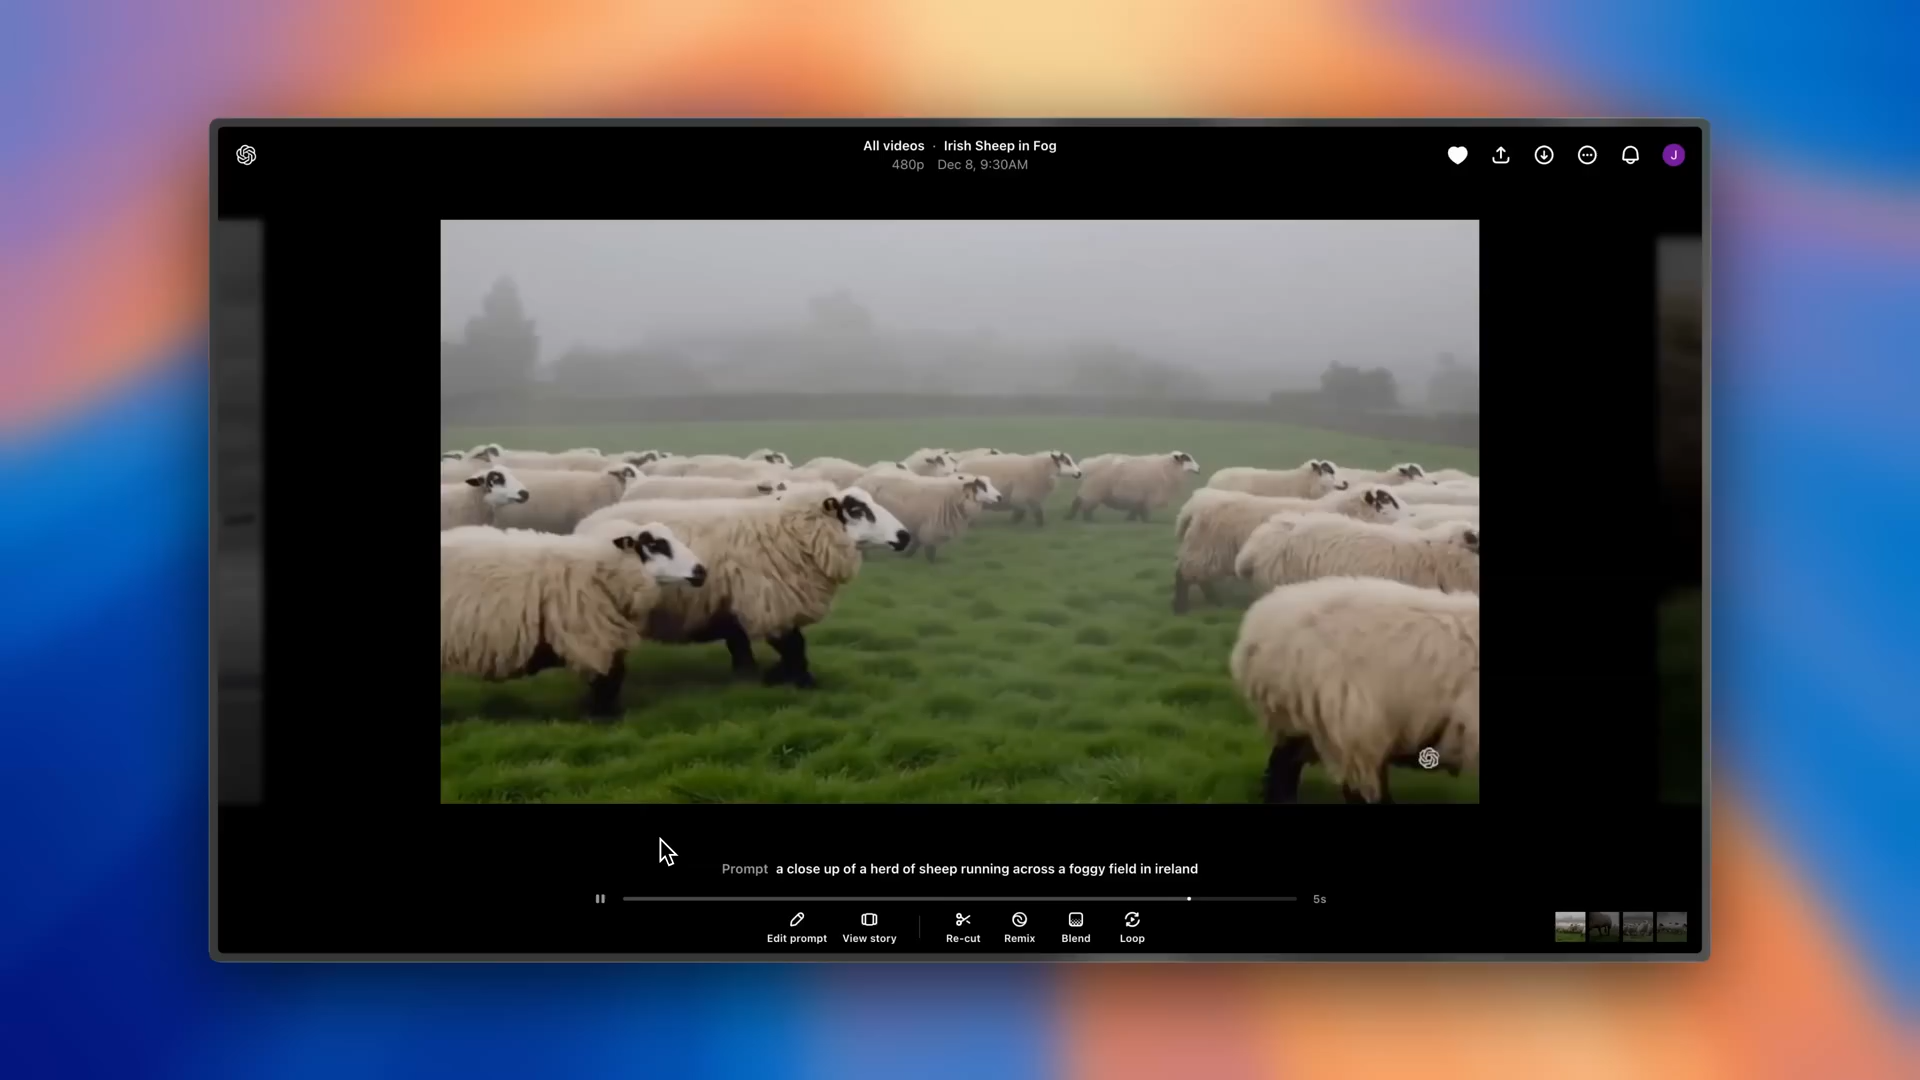 All videos · Irish Sheep in Fog
480p Dec 8, 9:30AM
J
Prompt a close up of a herd of sheep running across a foggy field in ireland
5s
Edit prompt View story Re-cut Remix Blend Loop